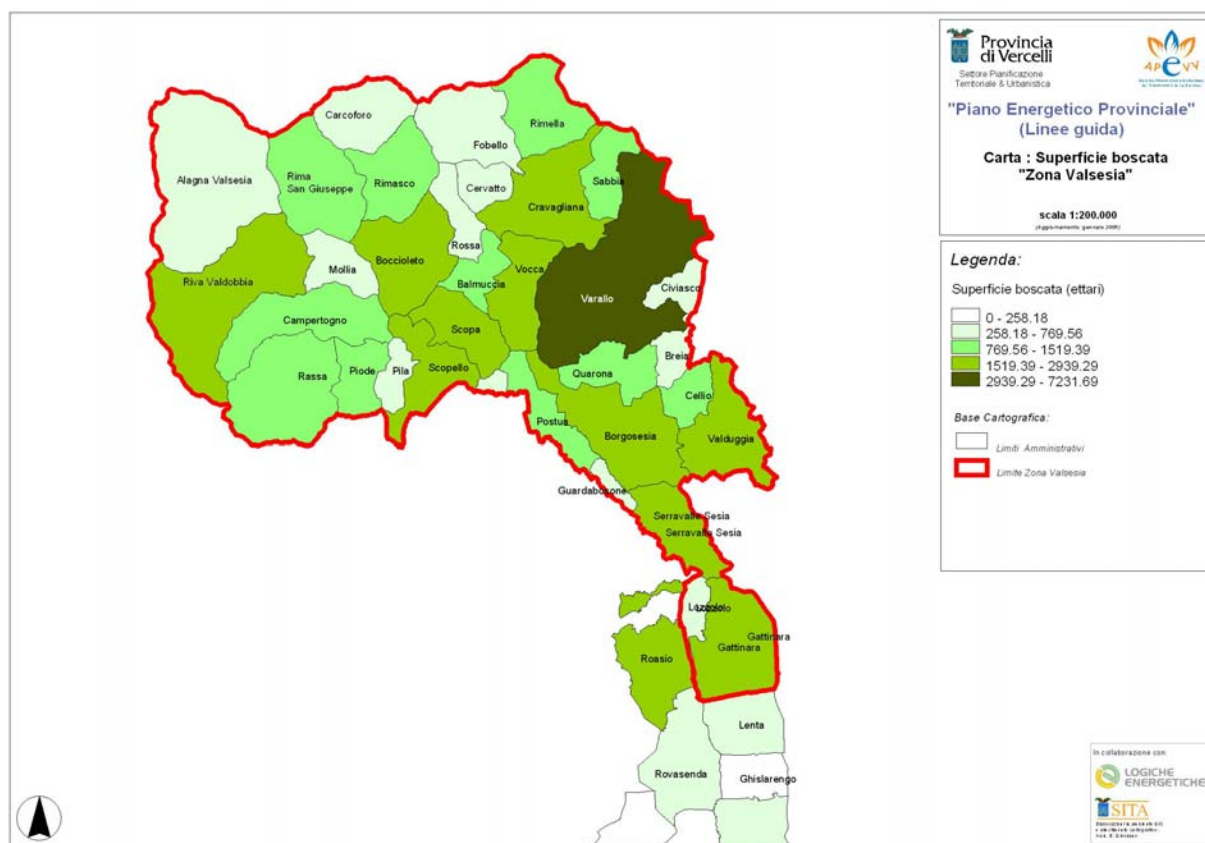 Provincia
di Vercelli
Settore Pianificazione
Territoriale & Urbanistica
APEVV
"Piano Energetico Provinciale"
(Linee guida)
Carta : Superficie boscata
"Zona Valsesia"
scala 1:200.000
Legenda:
Superficie boscata (ettari)
0 - 258.18
258.18 - 769.56
769.56 - 1519.39
1519.39 - 2939.29
2939.29 - 7231.69
Base Cartografica:
Limiti Amministrativi
Limite Zona Valsesia
Carcoforo
Fobello
Rimella
Alagna Valsesia
Rima
San Giuseppe
Rimasco
Cervatto
Sabbia
Cravagliana
Rossa
Mollia
Boccioleto
Vocca
Riva Valdobbia
Balmuccia
Varallo
Civiasco
Campertogno
Scopa
Breia
Rassa
Piode
Pila
Scopello
Quarona
Cellio
Postua
Borgosesia
Valduggia
Guardabosone
Serravalle Sesia
Serravalle Sesia
Lozzolo
Lozzolo
Gattinara
Gattinara
Roasio
Lenta
Rovasenda
Ghislarengo
In collaborazione con:
LOGICHE
ENERGETICHE
SITA